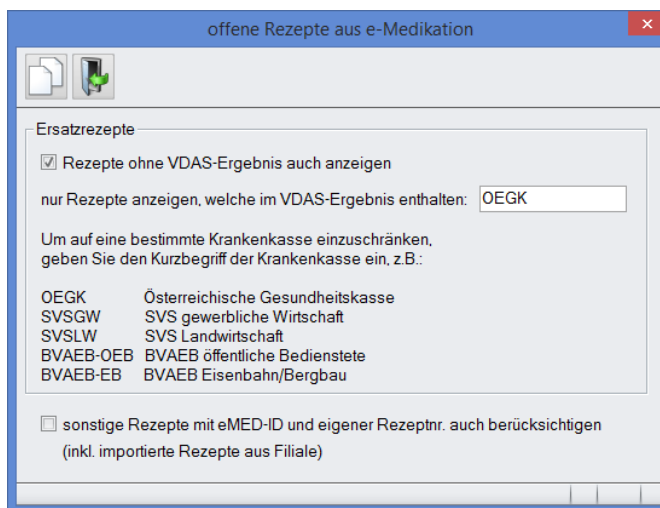 offene Rezepte aus e-Medikation
Ersatzrezepte
Rezepte ohne VDAS-Ergebnis auch anzeigen
nur Rezepte anzeigen, welche im VDAS-Ergebnis enthalten: OEGK
Um auf eine bestimmte Krankenkasse einzuschränken,
geben Sie den Kurzbegriff der Krankenkasse ein, z.B.:
OEGK Österreichische Gesundheitskasse
SVSGW SVS gewerbliche Wirtschaft
SVSLW SVS Landwirtschaft
BVAEB-OEB BVAEB öffentliche Bedienstete
BVAEB-EB BVAEB Eisenbahn/Bergbau
sonstige Rezepte mit eMED-ID und eigener Rezeptnr. auch berücksichtigen
(inkl. importierte Rezepte aus Filiale)